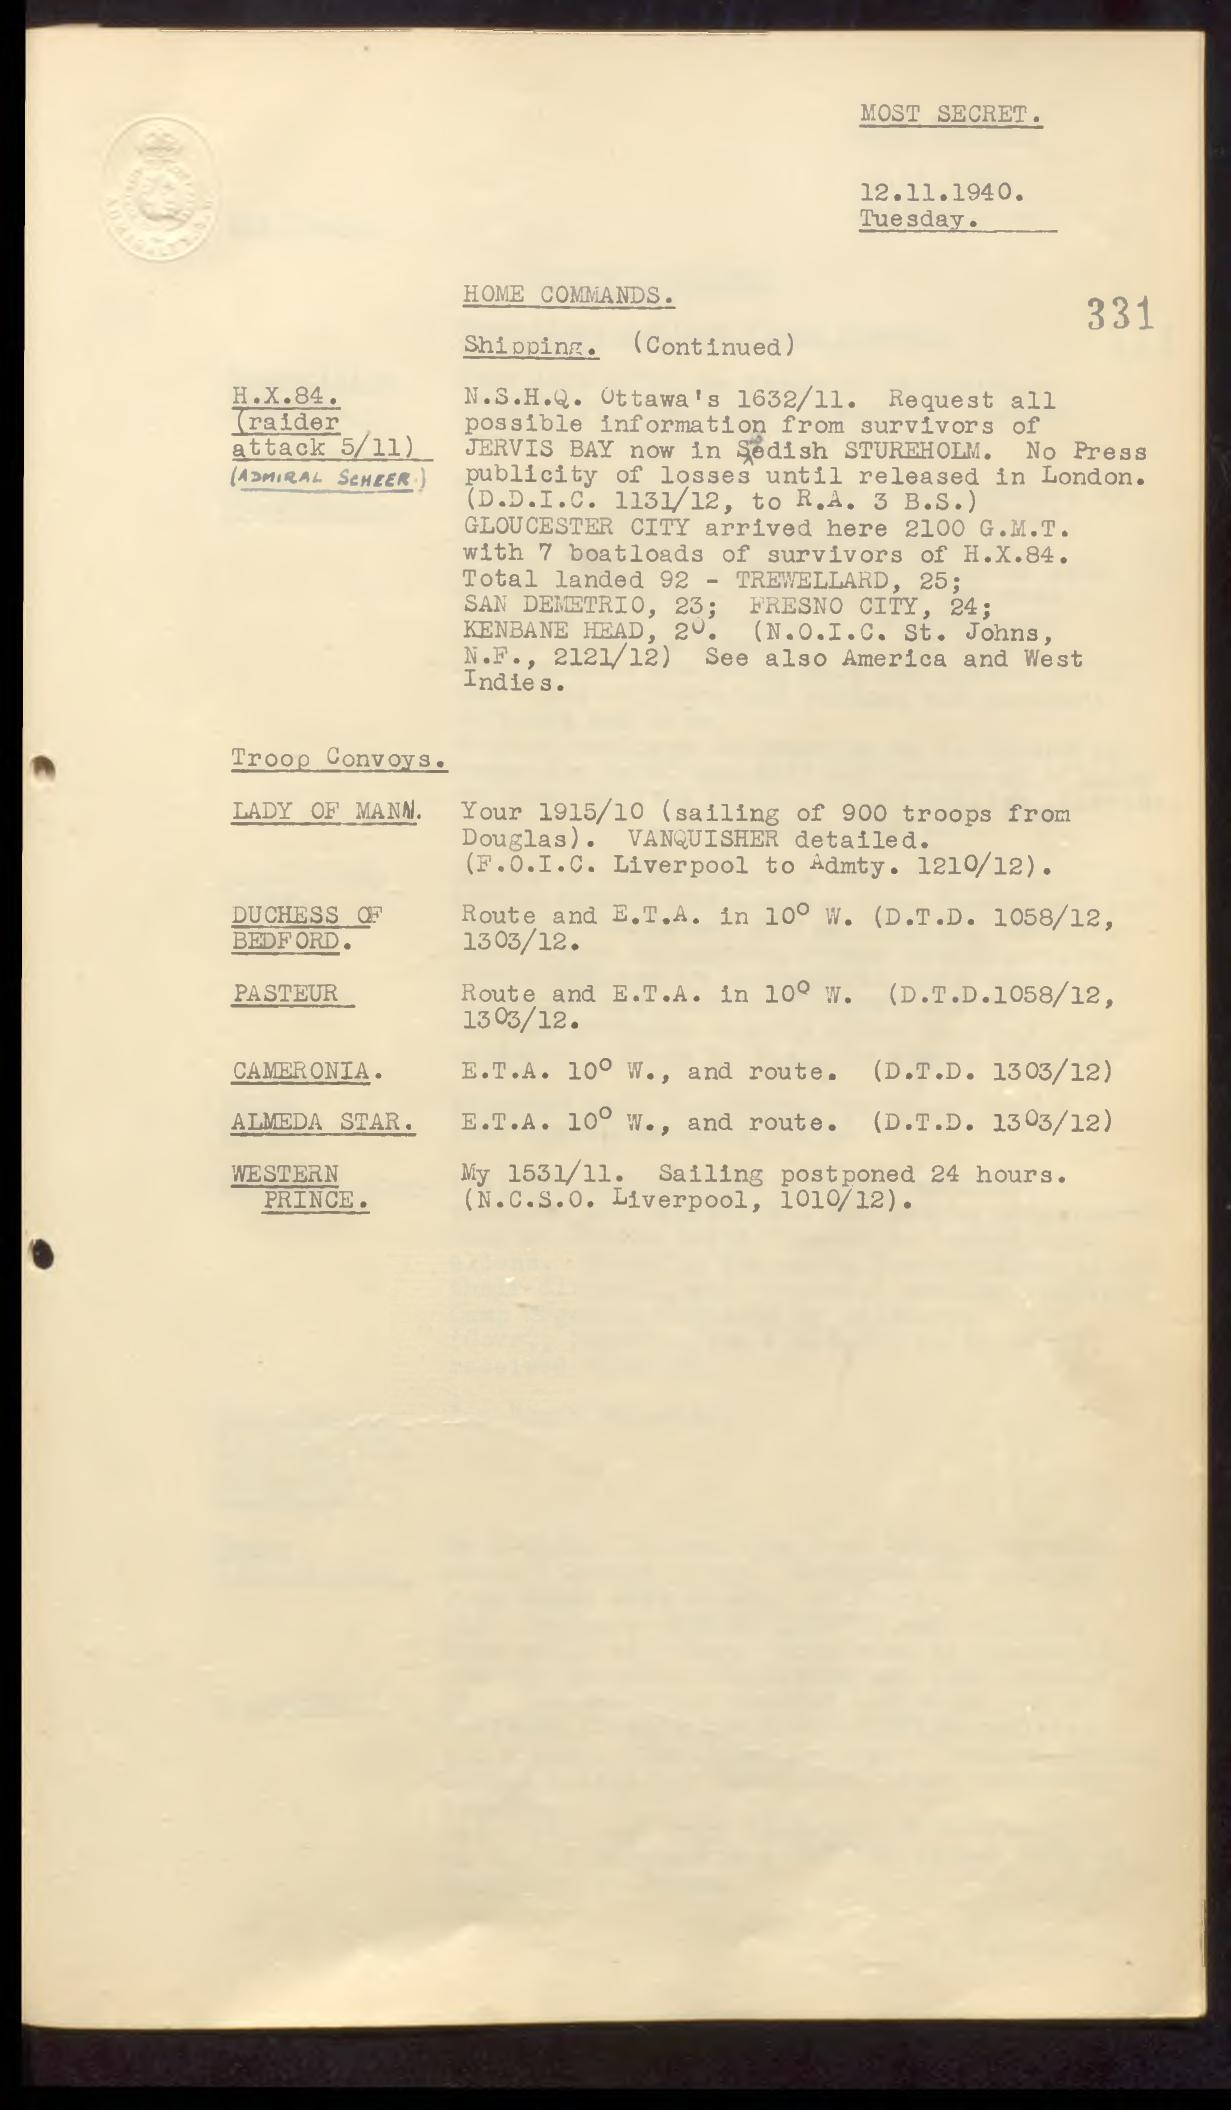 MOST SECRET.
12.11.1940.
Tuesday.
HOME COMMANDS.
331
Shipping. (Continued)
H.X.84.
(raider
attack 5/11)
(ADMIRAL SCHEER.)
N.S.H.Q. Ottawa's 1632/11. Request all
possible information from survivors of
JERVIS BAY now in Swedish STUREHOLM. No Press
publicity of losses until released in London.
(D.D.I.C. 1131/12, to R.A. 3 B.S.)
GLOUCESTER CITY arrived here 2100 G.M.T.
with 7 boatloads of survivors of H.X.84.
Total landed 92 - TREWELLARD, 25;
SAN DEMETRIO, 23; FRESNO CITY, 24;
KENBANE HEAD, 20. (N.O.I.C. St. Johns,
N.F., 2121/12) See also America and West
Indies.
Troop Convoys.
LADY OF MANN.
Your 1915/10 (sailing of 900 troops from
Douglas). VANQUISHER detailed.
(F.O.I.C. Liverpool to Admty. 1210/12).
DUCHESS OF
BEDFORD.
Route and E.T.A. in 10° W. (D.T.D. 1058/12,
1303/12.
PASTEUR
Route and E.T.A. in 10° W. (D.T.D.1058/12,
1303/12.
CAMERONIA.
E.T.A. 10° W., and route. (D.T.D. 1303/12)
ALMEDA STAR.
E.T.A. 10° W., and route. (D.T.D. 1303/12)
WESTERN
PRINCE.
My 1531/11. Sailing postponed 24 hours.
(N.C.S.O. Liverpool, 1010/12).